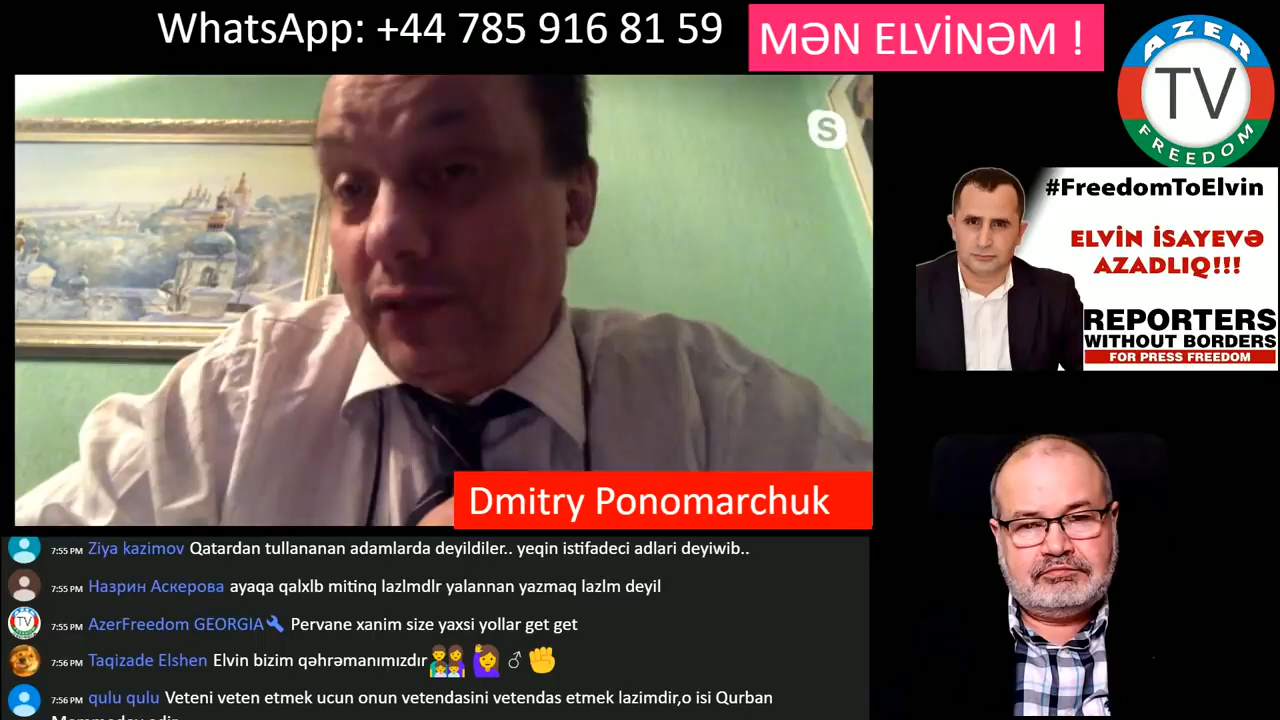 WhatsApp: +44 785 916 81 59
MƏN ELVİNƏM !
AZER
TV
FREEDOM
S
#FreedomToElvin
ELVİN İSAYEVƏ
AZADLIQ!!!
REPORTERS
WITHOUT BORDERS
FOR PRESS FREEDOM
Dmitry Ponomarchuk
7:55 PM Ziya kazimov Qatardan tullananan adamlarda deyildiler.. yeqin istifadeci adlari deyiwib..
7:55 PM Назрин Аскерова ayaqa qalxlb mitinq lazlmdlr yalannan yazmaq lazlm deyil
TV
7:55 PM AzerFreedom GEORGIA Pervane xanim size yaxsi yollar get get
7:56 PM Taqizade Elshen Elvin bizim qəhrəmanımızdır👨‍👩‍👧‍👦🙋♂✊
7:56 PM qulu qulu Veteni veten etmek ucun onun vetendasini vetendas etmek lazimdir,o isi Qurban